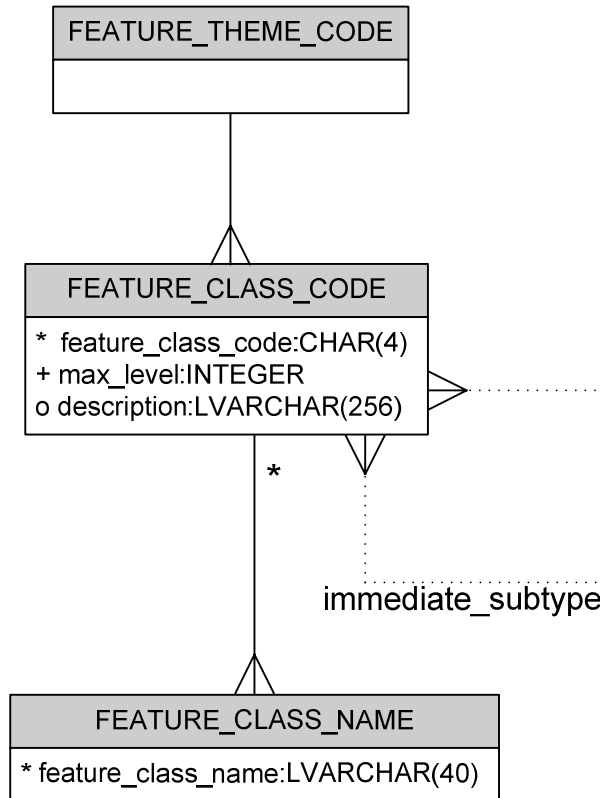 FEATURE_THEME_CODE
FEATURE_CLASS_CODE
* feature_class_code:CHAR(4)
+ max_level:INTEGER
o description:LVARCHAR(256)
*
immediate_subtype
FEATURE_CLASS_NAME
* feature_class_name:LVARCHAR(40)